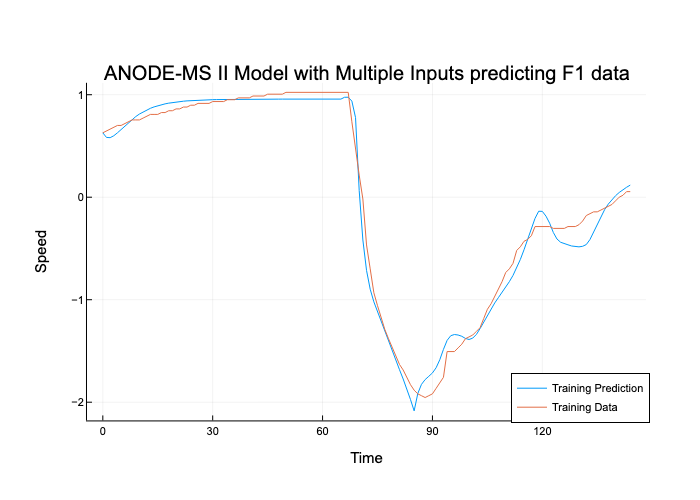 ANODE-MS II Model with Multiple Inputs predicting F1 data
1
0
−1
−2
Speed
0 30 60 90 120
Time
Training Prediction
Training Data